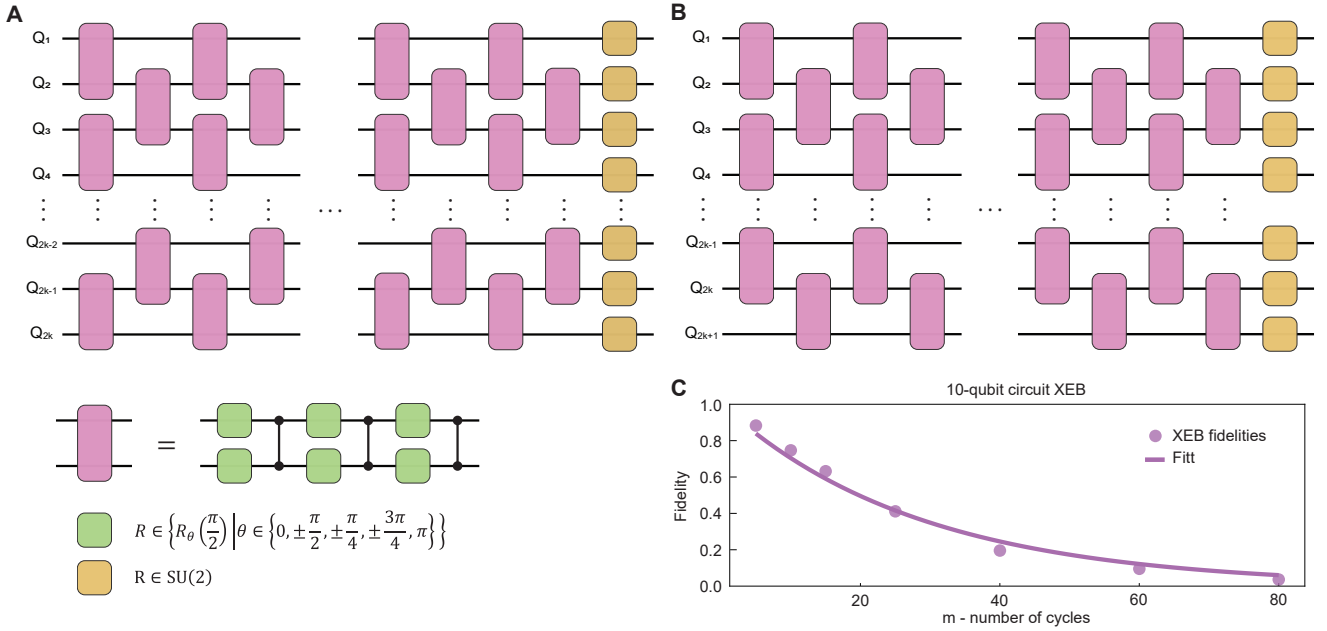 A
Q₁
Q₂
Q₃
Q₄
⋮ ⋮ ⋮ ⋮ ⋮ ... ⋮ ⋮ ⋮ ⋮ ⋮
Q₂ₖ₋₂
Q₂ₖ₋₁
Q₂ₖ
B
Q₁
Q₂
Q₃
Q₄
⋮ ⋮ ⋮ ⋮ ⋮ ... ⋮ ⋮ ⋮ ⋮
Q₂ₖ₋₁
Q₂ₖ
Q₂ₖ₊₁
=
R ∈ {R_θ (π/2) | θ ∈ {0, ±π/2, ±π/4, ±3π/4, π}}
R ∈ SU(2)
C
10-qubit circuit XEB
Fidelity
1.0
0.8
0.6
0.4
0.2
0.0
XEB fidelities
Fitt
20 40 60 80
m - number of cycles